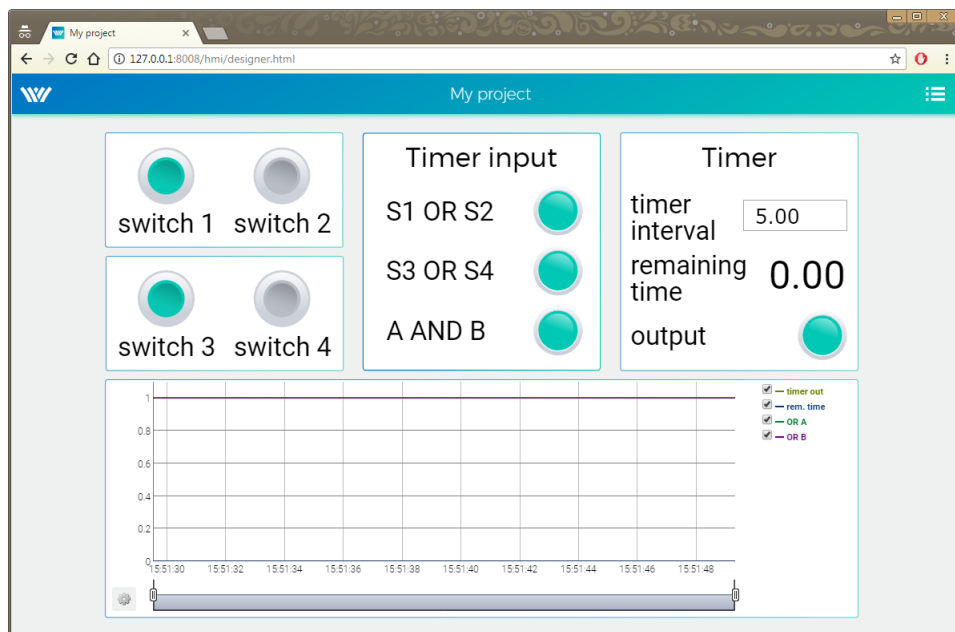 My project
127.0.0.1:8008/hmi/designer.html
My project
switch 1 switch 2
switch 3 switch 4
Timer input
S1 OR S2
S3 OR S4
A AND B
Timer
timer
interval
5.00
remaining
time
0.00
output
1
0.8
0.6
0.4
0.2
0
15:51:30 15:51:32 15:51:34 15:51:36 15:51:38 15:51:40 15:51:42 15:51:44 15:51:46 15:51:48
timer out
rem. time
OR A
OR B